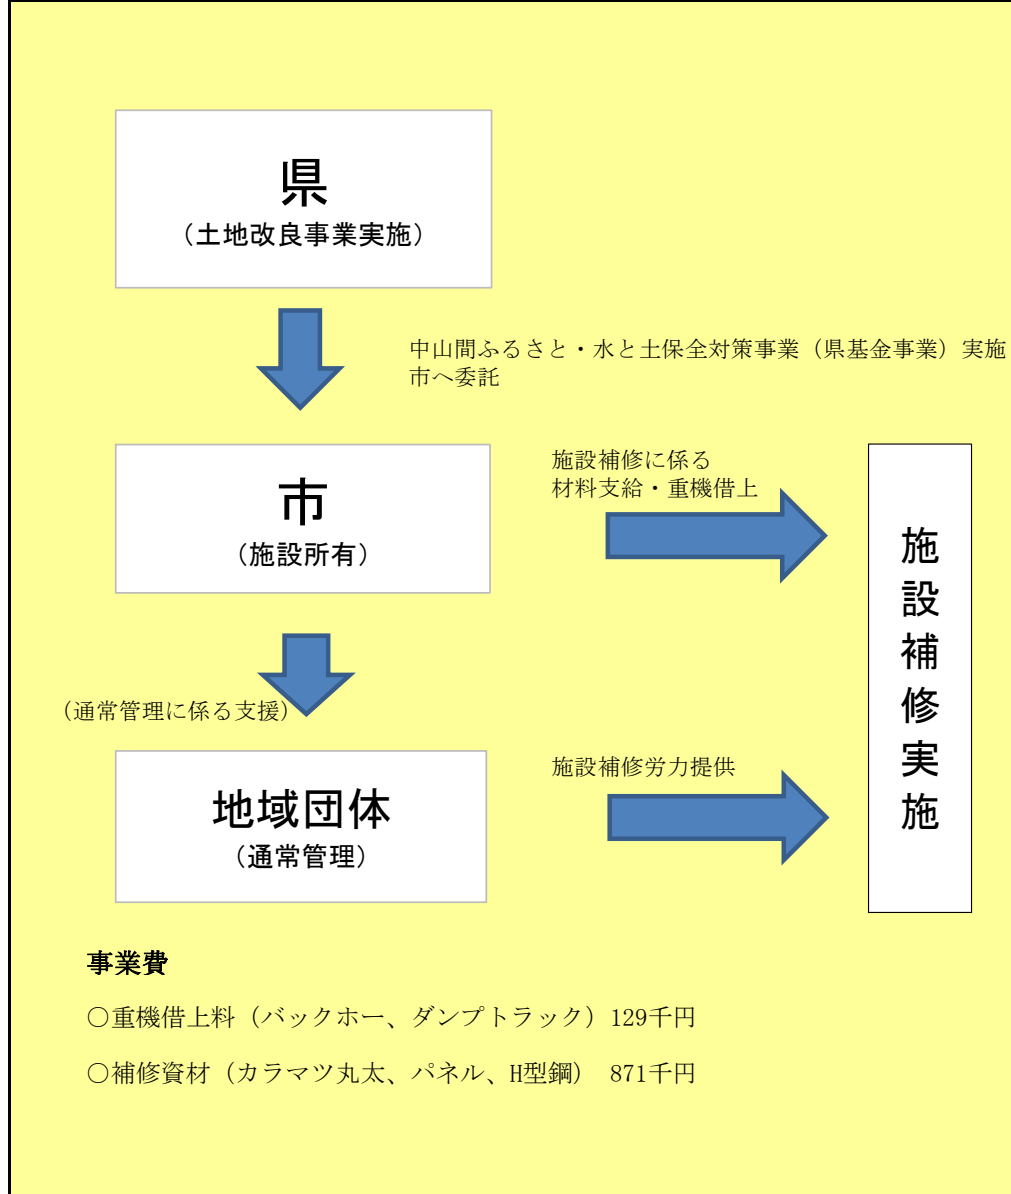 県
（土地改良事業実施）
中山間ふるさと・水と土保全対策事業（県基金事業）実施
市へ委託
市
（施設所有）
施設補修に係る
材料支給・重機借上
（通常管理に係る支援）
地域団体
（通常管理）
施設補修労力提供
施設補修実施
事業費
○重機借上料（バックホー、ダンプトラック）129千円
○補修資材（カラマツ丸太、パネル、H型鋼） 871千円